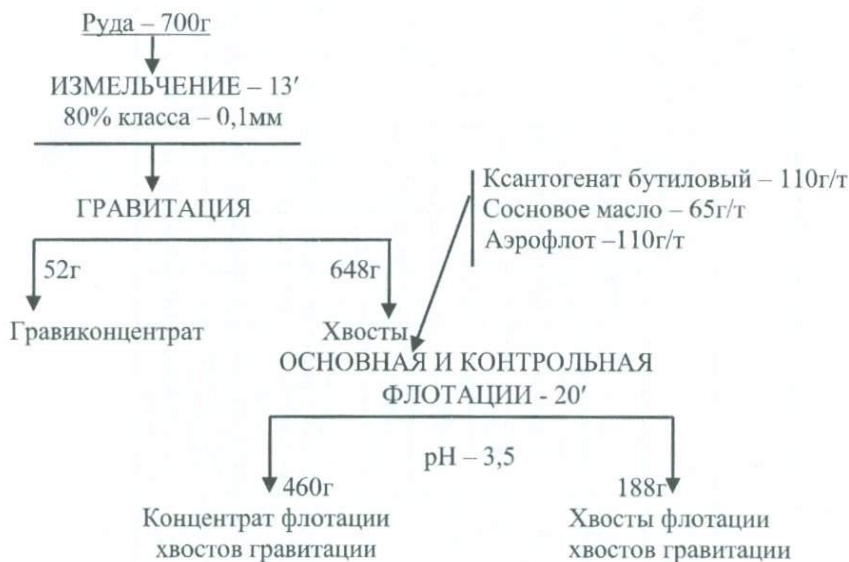 Руда – 700г
ИЗМЕЛЬЧЕНИЕ – 13′
80% класса – 0,1мм
ГРАВИТАЦИЯ
Ксантогенат бутиловый – 110г/т
Сосновое масло – 65г/т
Аэрофлот –110г/т
52г
648г
Гравиконцентрат
Хвосты
ОСНОВНАЯ И КОНТРОЛЬНАЯ
ФЛОТАЦИИ - 20′
рН – 3,5
460г
188г
Концентрат флотации
хвостов гравитации
Хвосты флотации
хвостов гравитации